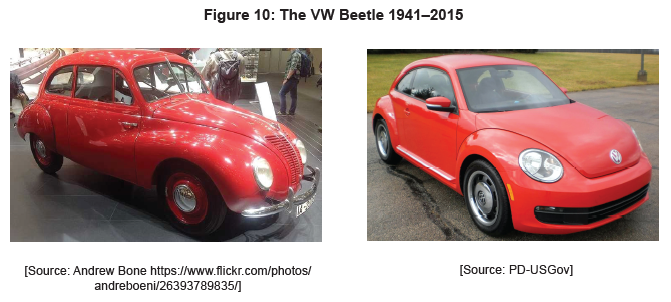 Figure 10: The VW Beetle 1941–2015
[Source: Andrew Bone https://www.flickr.com/photos/
andreboeni/26393789835/]
[Source: PD-USGov]